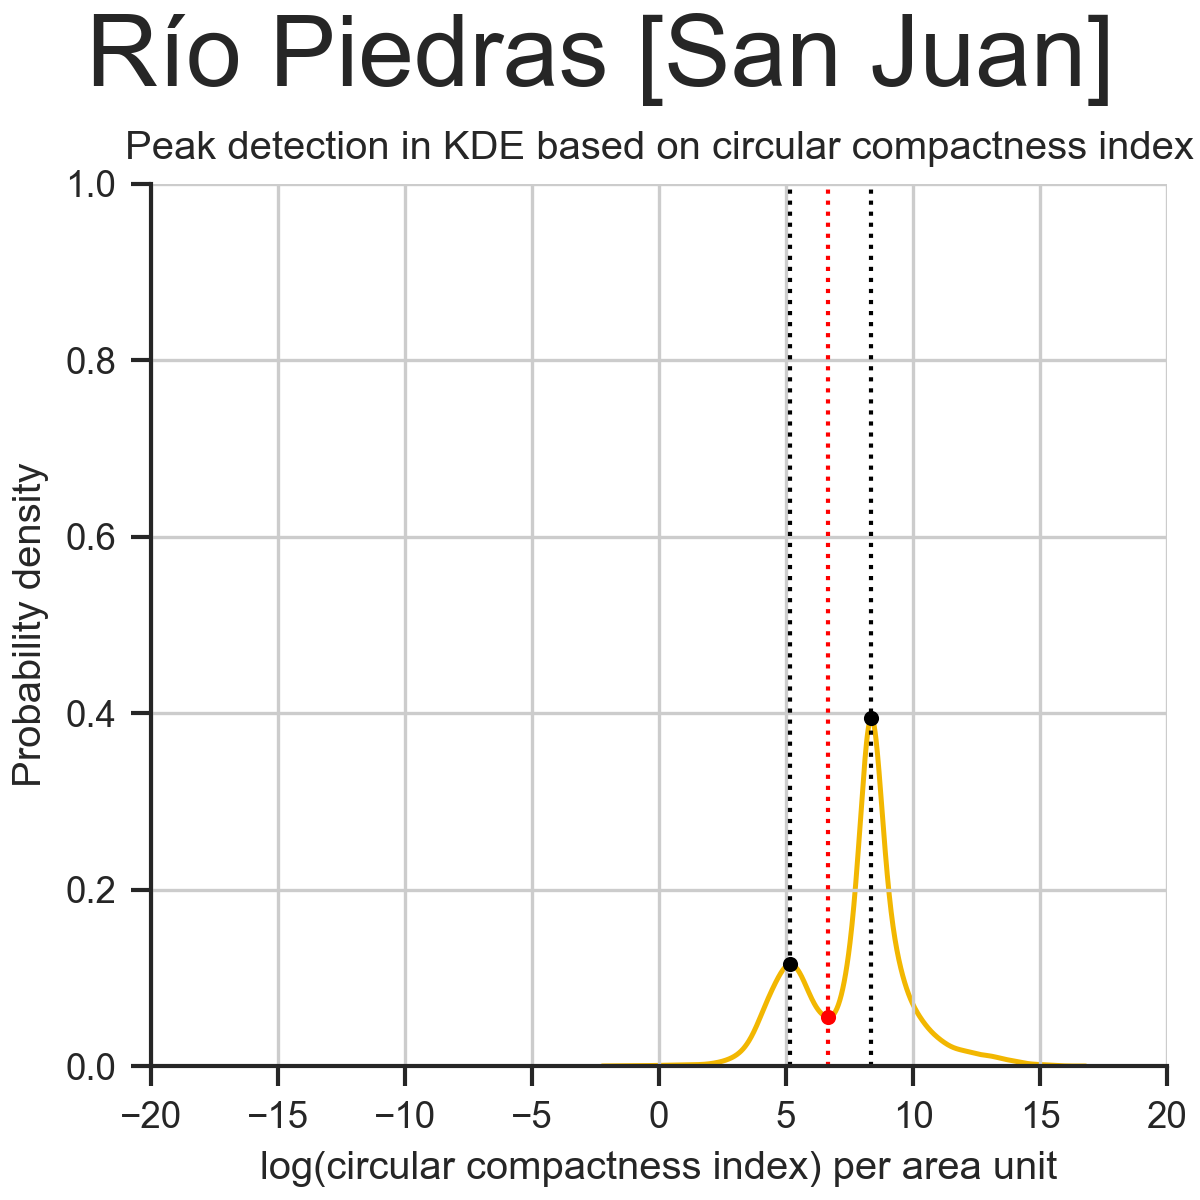 Río Piedras [San Juan]
Peak detection in KDE based on circular compactness index
1.0
0.8
0.6
0.4
0.2
0.0
Probability density
−20 −15 −10 −5 0 5 10 15 20
log(circular compactness index) per area unit